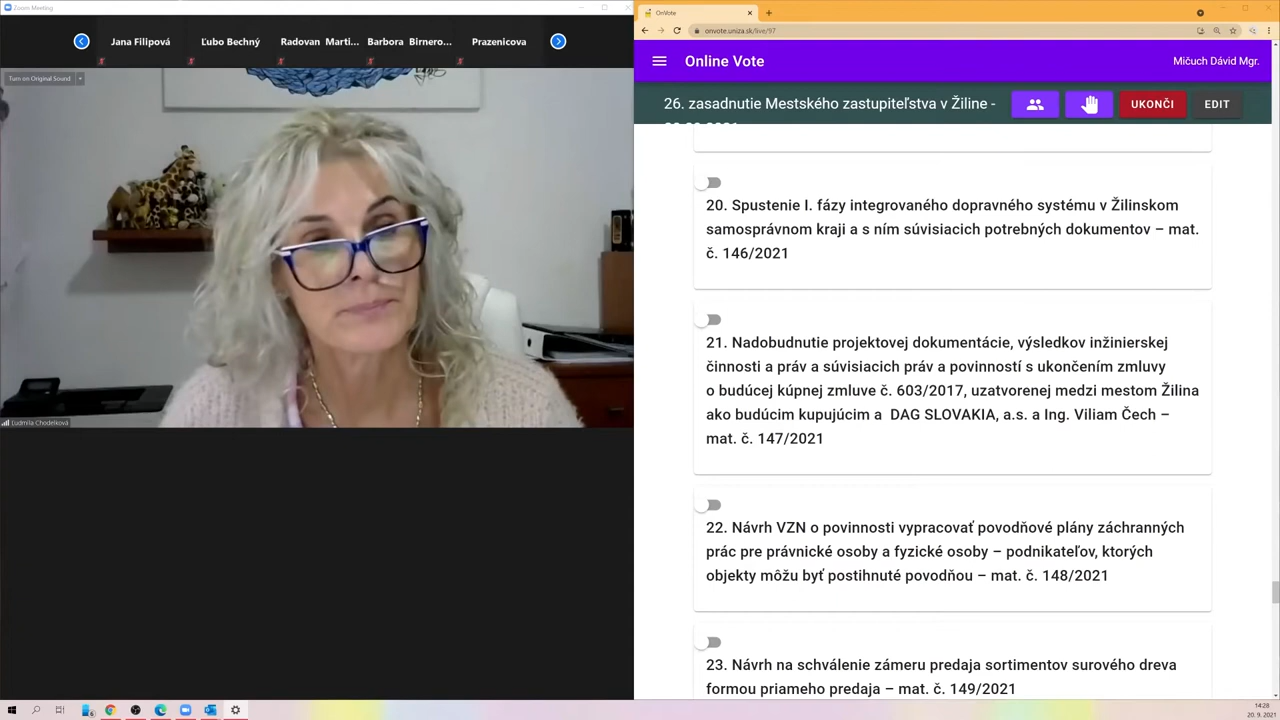 Zoom Meeting
Jana Filipová
Ľubo Bechný
Radovan Marti...
Barbora Birnero...
Prazenicova
Turn on Original Sound
Ľudmila Chodelková
OnVote
onvote.uniza.sk/live/97
Online Vote
Mičuch Dávid Mgr.
26. zasadnutie Mestského zastupiteľstva v Žiline -
UKONČI
EDIT
20. Spustenie I. fázy integrovaného dopravného systému v Žilinskom
samosprávnom kraji a s ním súvisiacich potrebných dokumentov – mat.
č. 146/2021
21. Nadobudnutie projektovej dokumentácie, výsledkov inžinierskej
činnosti a práv a súvisiacich práv a povinností s ukončením zmluvy
o budúcej kúpnej zmluve č. 603/2017, uzatvorenej medzi mestom Žilina
ako budúcim kupujúcim a DAG SLOVAKIA, a.s. a Ing. Viliam Čech –
mat. č. 147/2021
22. Návrh VZN o povinnosti vypracovať povodňové plány záchranných
prác pre právnické osoby a fyzické osoby – podnikateľov, ktorých
objekty môžu byť postihnuté povodňou – mat. č. 148/2021
23. Návrh na schválenie zámeru predaja sortimentov surového dreva
formou priameho predaja – mat. č. 149/2021
14:28
20. 9. 2021